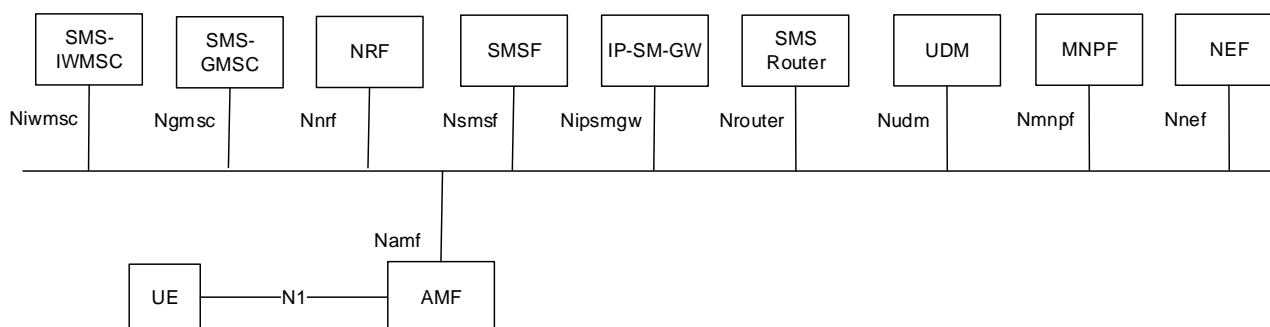 SMS-
IWMSC
SMS-
GMSC
NRF
SMSF
IP-SM-GW
SMS
Router
UDM
MNPF
NEF
Niwmsc
Ngmsc
Nnrf
Nsmsf
Nipsmgw
Nrouter
Nudm
Nmnpf
Nnef
Namf
UE
N1
AMF